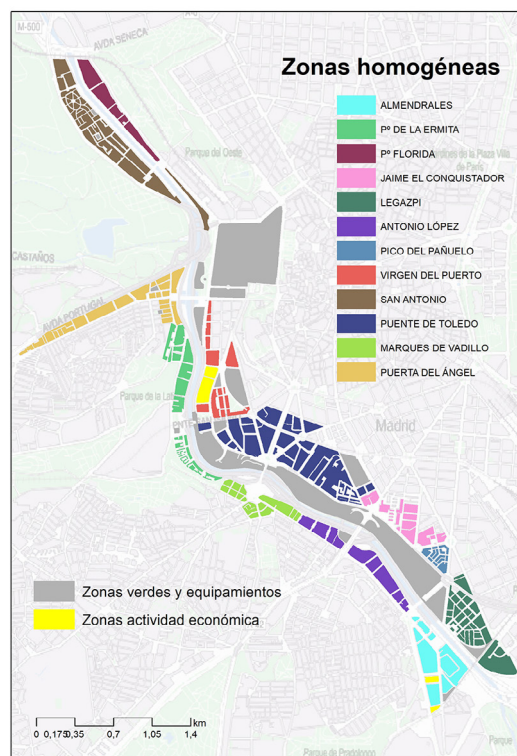 M-500
AVDA SÉNECA
Zonas homogéneas
ALMENDRALES
Pº DE LA ERMITA
Pº FLORIDA
JAIME EL CONQUISTADOR
LEGAZPI
ANTONIO LÓPEZ
PICO DEL PAÑUELO
VIRGEN DEL PUERTO
SAN ANTONIO
PUENTE DE TOLEDO
MARQUES DE VADILLO
PUERTA DEL ÁNGEL
Parque del Oeste
CASTAÑOS
AVDA PORTUGAL
Parque de la
Madrid
Zonas verdes y equipamientos
Zonas actividad económica
km
0 0,175 0,35 0,7 1,05 1,4
Parque
Parque de Pradolongo